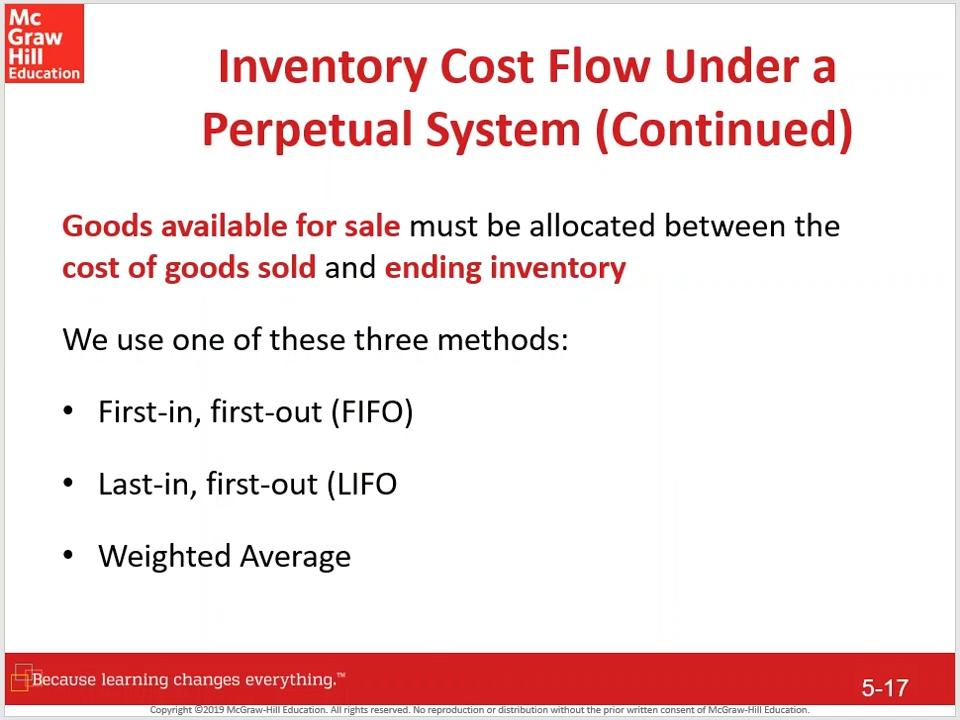 Mc
Graw
Hill
Education
Inventory Cost Flow Under a
Perpetual System (Continued)
Goods available for sale must be allocated between the
cost of goods sold and ending inventory
We use one of these three methods:
• First-in, first-out (FIFO)
• Last-in, first-out (LIFO
• Weighted Average
Because learning changes everything.™
5-17
Copyright ©2019 McGraw-Hill Education. All rights reserved. No reproduction or distribution without the prior written consent of McGraw-Hill Education.